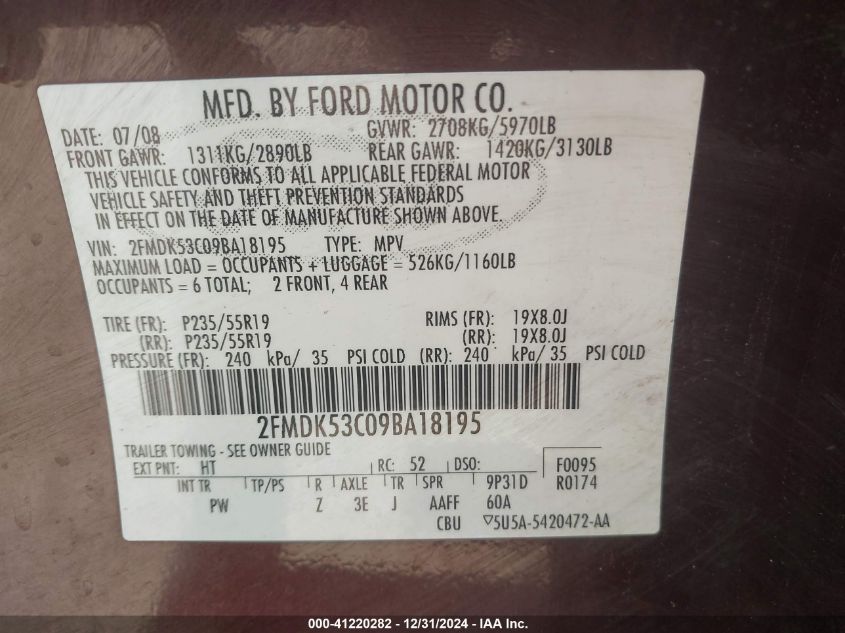 MFD. BY FORD MOTOR CO.
DATE: 07/08 GVWR: 2708KG/5970LB
FRONT GAWR: 1311KG/2890LB REAR GAWR: 1420KG/3130LB
THIS VEHICLE CONFORMS TO ALL APPLICABLE FEDERAL MOTOR
VEHICLE SAFETY AND THEFT PREVENTION STANDARDS
IN EFFECT ON THE DATE OF MANUFACTURE SHOWN ABOVE.
VIN: 2FMDK53C09BA18195 TYPE: MPV
MAXIMUM LOAD = OCCUPANTS + LUGGAGE = 526KG/1160LB
OCCUPANTS = 6 TOTAL; 2 FRONT, 4 REAR
TIRE (FR): P235/55R19 RIMS (FR): 19X8.0J
(RR): P235/55R19 (RR): 19X8.0J
PRESSURE (FR): 240 kPa/ 35 PSI COLD (RR): 240 kPa/ 35 PSI COLD
2FMDK53C09BA18195
TRAILER TOWING - SEE OWNER GUIDE
EXT PNT: HT RC: 52 DSO: F0095
INT TR TP/PS R AXLE TR SPR 9P31D R0174
PW Z 3E J AAFF 60A
CBU ▽5U5A-5420472-AA
000-41220282 - 12/31/2024 - IAA Inc.